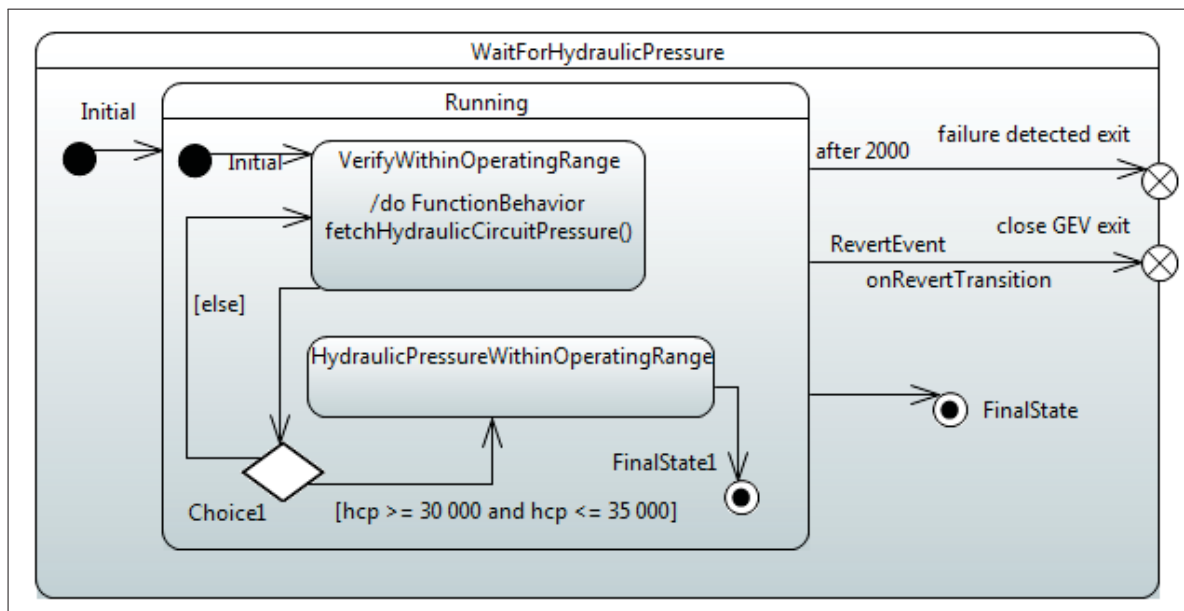 WaitForHydraulicPressure
Initial
Running
Initial
VerifyWithinOperatingRange
/do FunctionBehavior
fetchHydraulicCircuitPressure()
after 2000
failure detected exit
close GEV exit
RevertEvent
onRevertTransition
[else]
HydraulicPressureWithinOperatingRange
FinalState
FinalState1
Choice1
[hcp >= 30 000 and hcp <= 35 000]